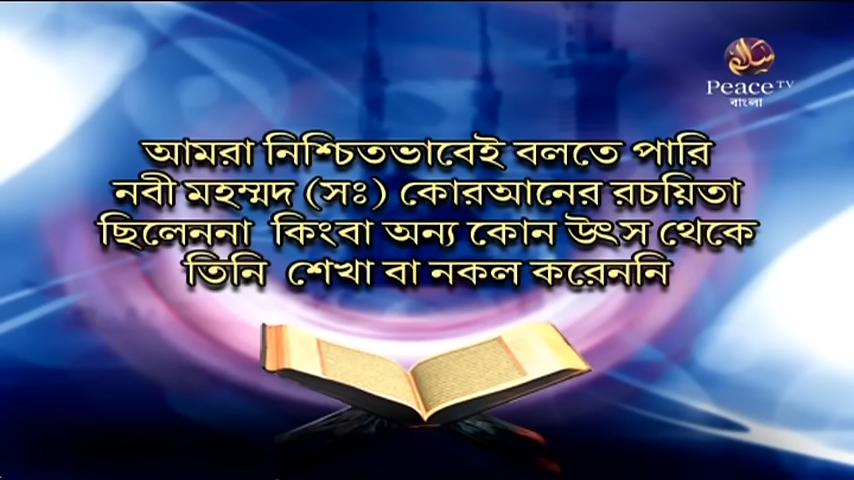 Peace TV
বাংলা
আমরা নিশ্চিতভাবেই বলতে পারি
নবী মহম্মদ (সঃ) কোরআনের রচয়িতা
ছিলেননা কিংবা অন্য কোন উৎস থেকে
তিনি শেখা বা নকল করেননি